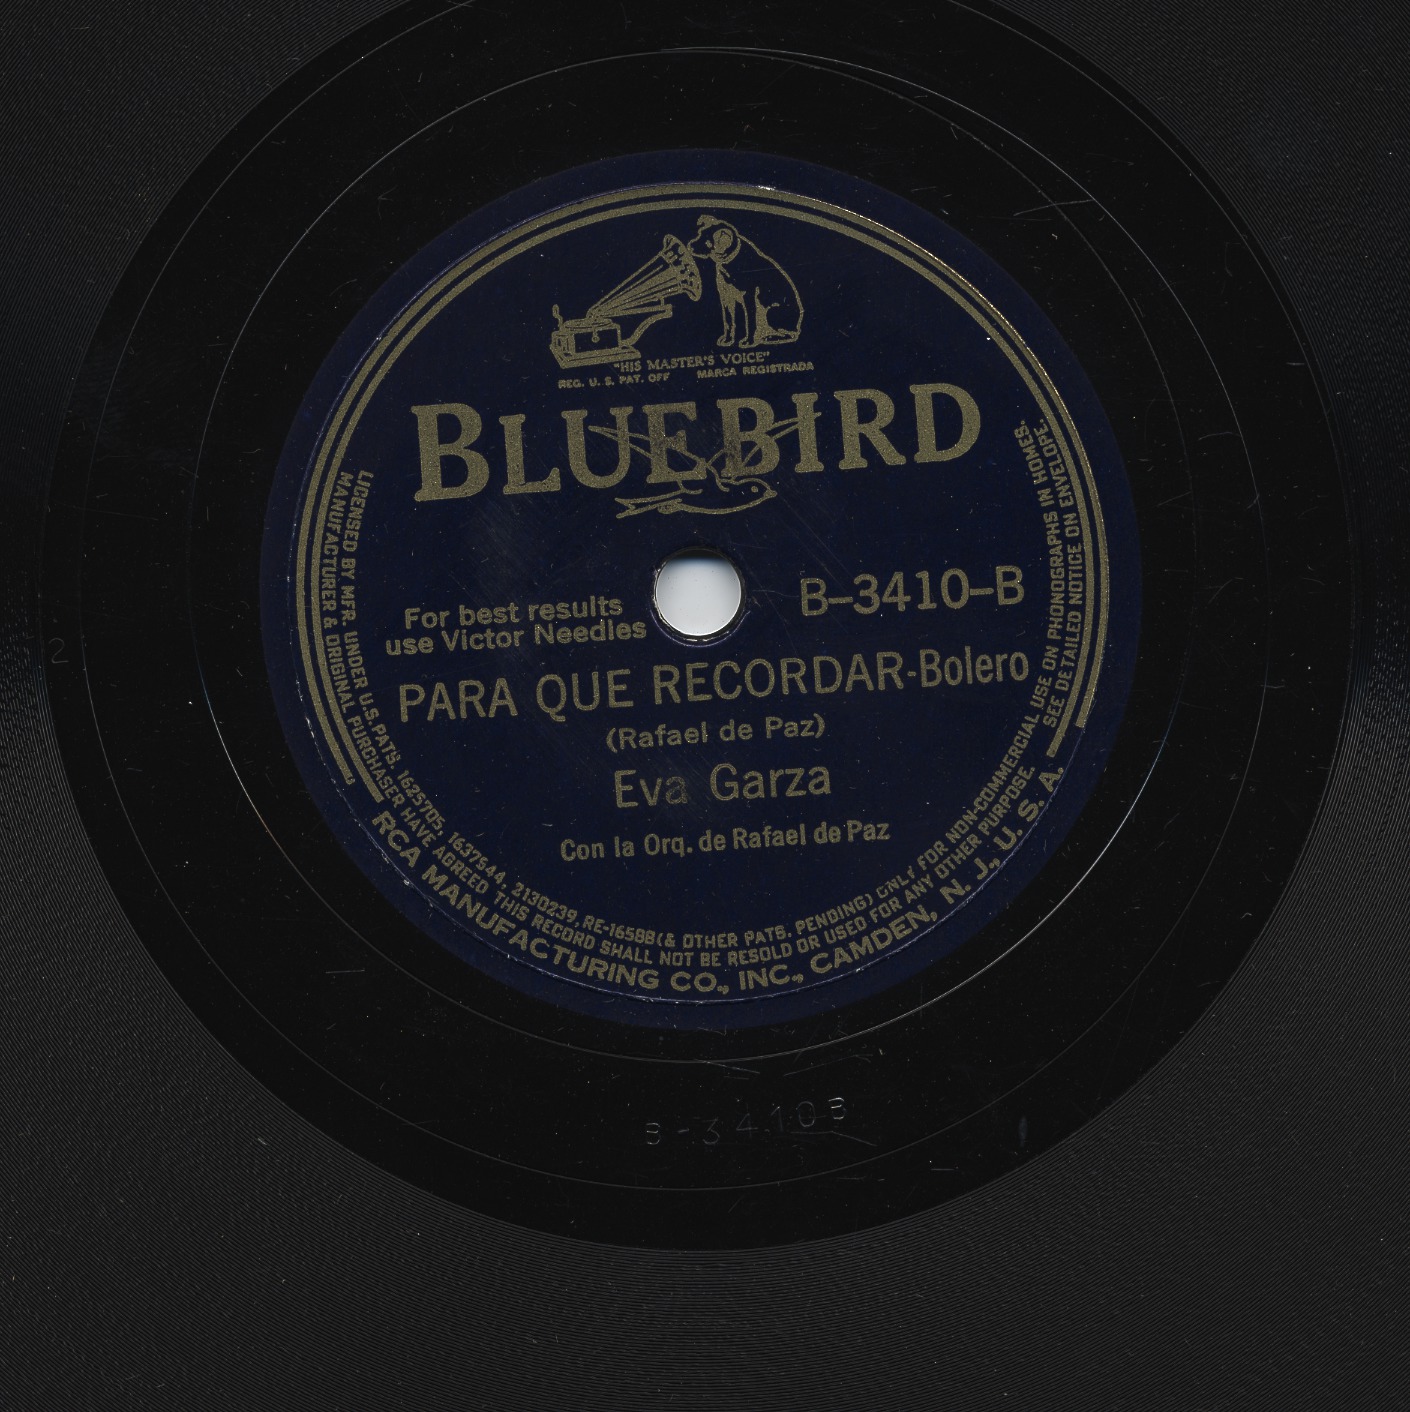 "HIS MASTER'S VOICE"
REG. U. S. PAT. OFF MARCA REGISTRADA
BLUEBIRD
For best results
use Victor Needles
B-3410-B
PARA QUE RECORDAR-Bolero
(Rafael de Paz)
Eva Garza
Con la Orq. de Rafael de Paz
LICENSED BY MFR. UNDER U.S. PATS. 1625705, 1637544, 2130239, RE-16588 (& OTHER PATS. PENDING) ONLY FOR NON-COMMERCIAL USE ON PHONOGRAPHS IN HOMES.
MANUFACTURER & ORIGINAL PURCHASER HAVE AGREED THIS RECORD SHALL NOT BE RESOLD OR USED FOR ANY OTHER PURPOSE. SEE DETAILED NOTICE ON ENVELOPE.
RCA MANUFACTURING CO., INC., CAMDEN, N. J., U. S. A.
2
B-3410B